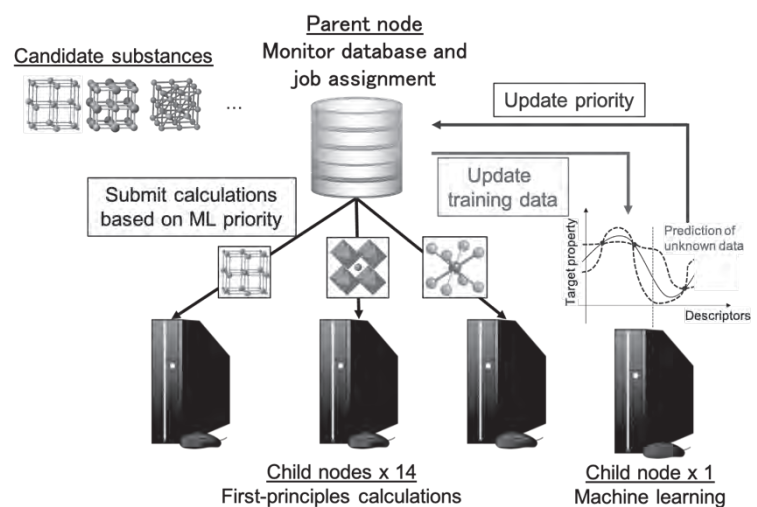 Parent node
Monitor database and
job assignment
Candidate substances
...
Update priority
Update
training data
Submit calculations
based on ML priority
Prediction of
unknown data
Target property
Descriptors
Child nodes x 14
First-principles calculations
Child node x 1
Machine learning